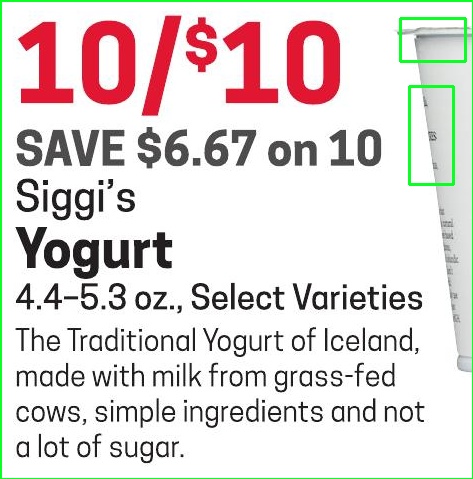 10/$10
SAVE $6.67 on 10
Siggi's
Yogurt
4.4–5.3 oz., Select Varieties
The Traditional Yogurt of Iceland,
made with milk from grass-fed
cows, simple ingredients and not
a lot of sugar.